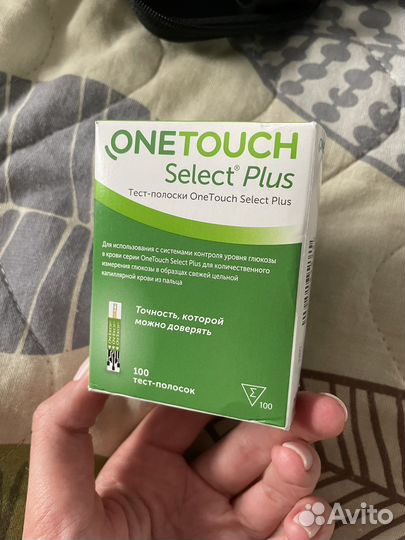 ONETOUCH
Select® Plus
Тест-полоски OneTouch Select Plus
Для использования с системами контроля уровня глюкозы
в крови серии OneTouch Select Plus для количественного
измерения глюкозы в образцах свежей цельной
капиллярной крови из пальца
Точность, которой
можно доверять
100
тест-полосок
Σ 100
Avito